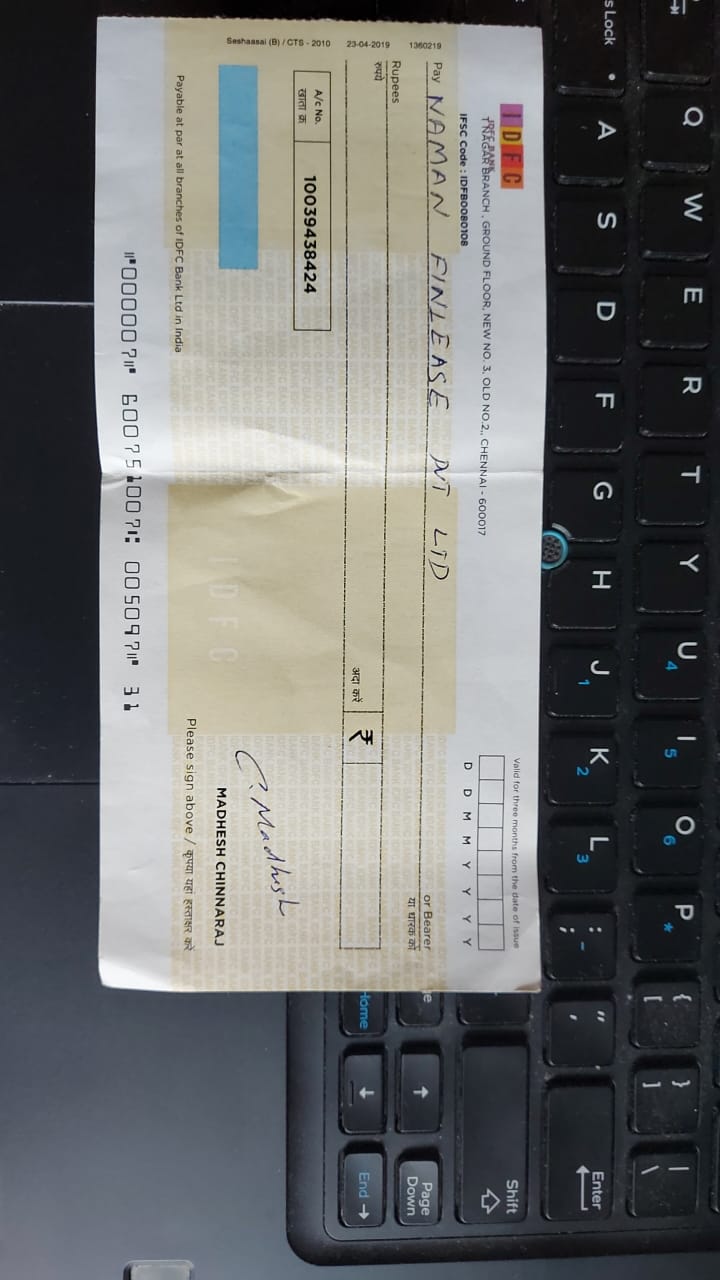 Seshaasai (B) / CTS - 2010 23-04-2019 1360219
IDFC
IDFC BANK
T NAGAR BRANCH , GROUND FLOOR, NEW NO. 3, OLD NO.2,, CHENNAI - 600017
IFSC Code : IDFB0080108
Valid for three months from the date of issue
D D M M Y Y Y Y
Pay NAMAN FINLEASE PVT LTD or Bearer
या धारक को
Rupees
रुपये
अदा करें ₹
A/c No.
खाता क्र.
10039438424
IDFC
C. Madhesh
MADHESH CHINNARAJ
Payable at par at all branches of IDFC Bank Ltd in India
Please sign above / कृपया यहां हस्ताक्षर करें
⑈000007⑈ 600751007⑆ 005097⑈ 31
s Lock
Q W E R T Y U I O P { [ } ] | \
4 5 6 *
A S D F G H J K L : ; " ' Enter
1 2 3 -
Shift
Home ↑ Page Down
↓ End →